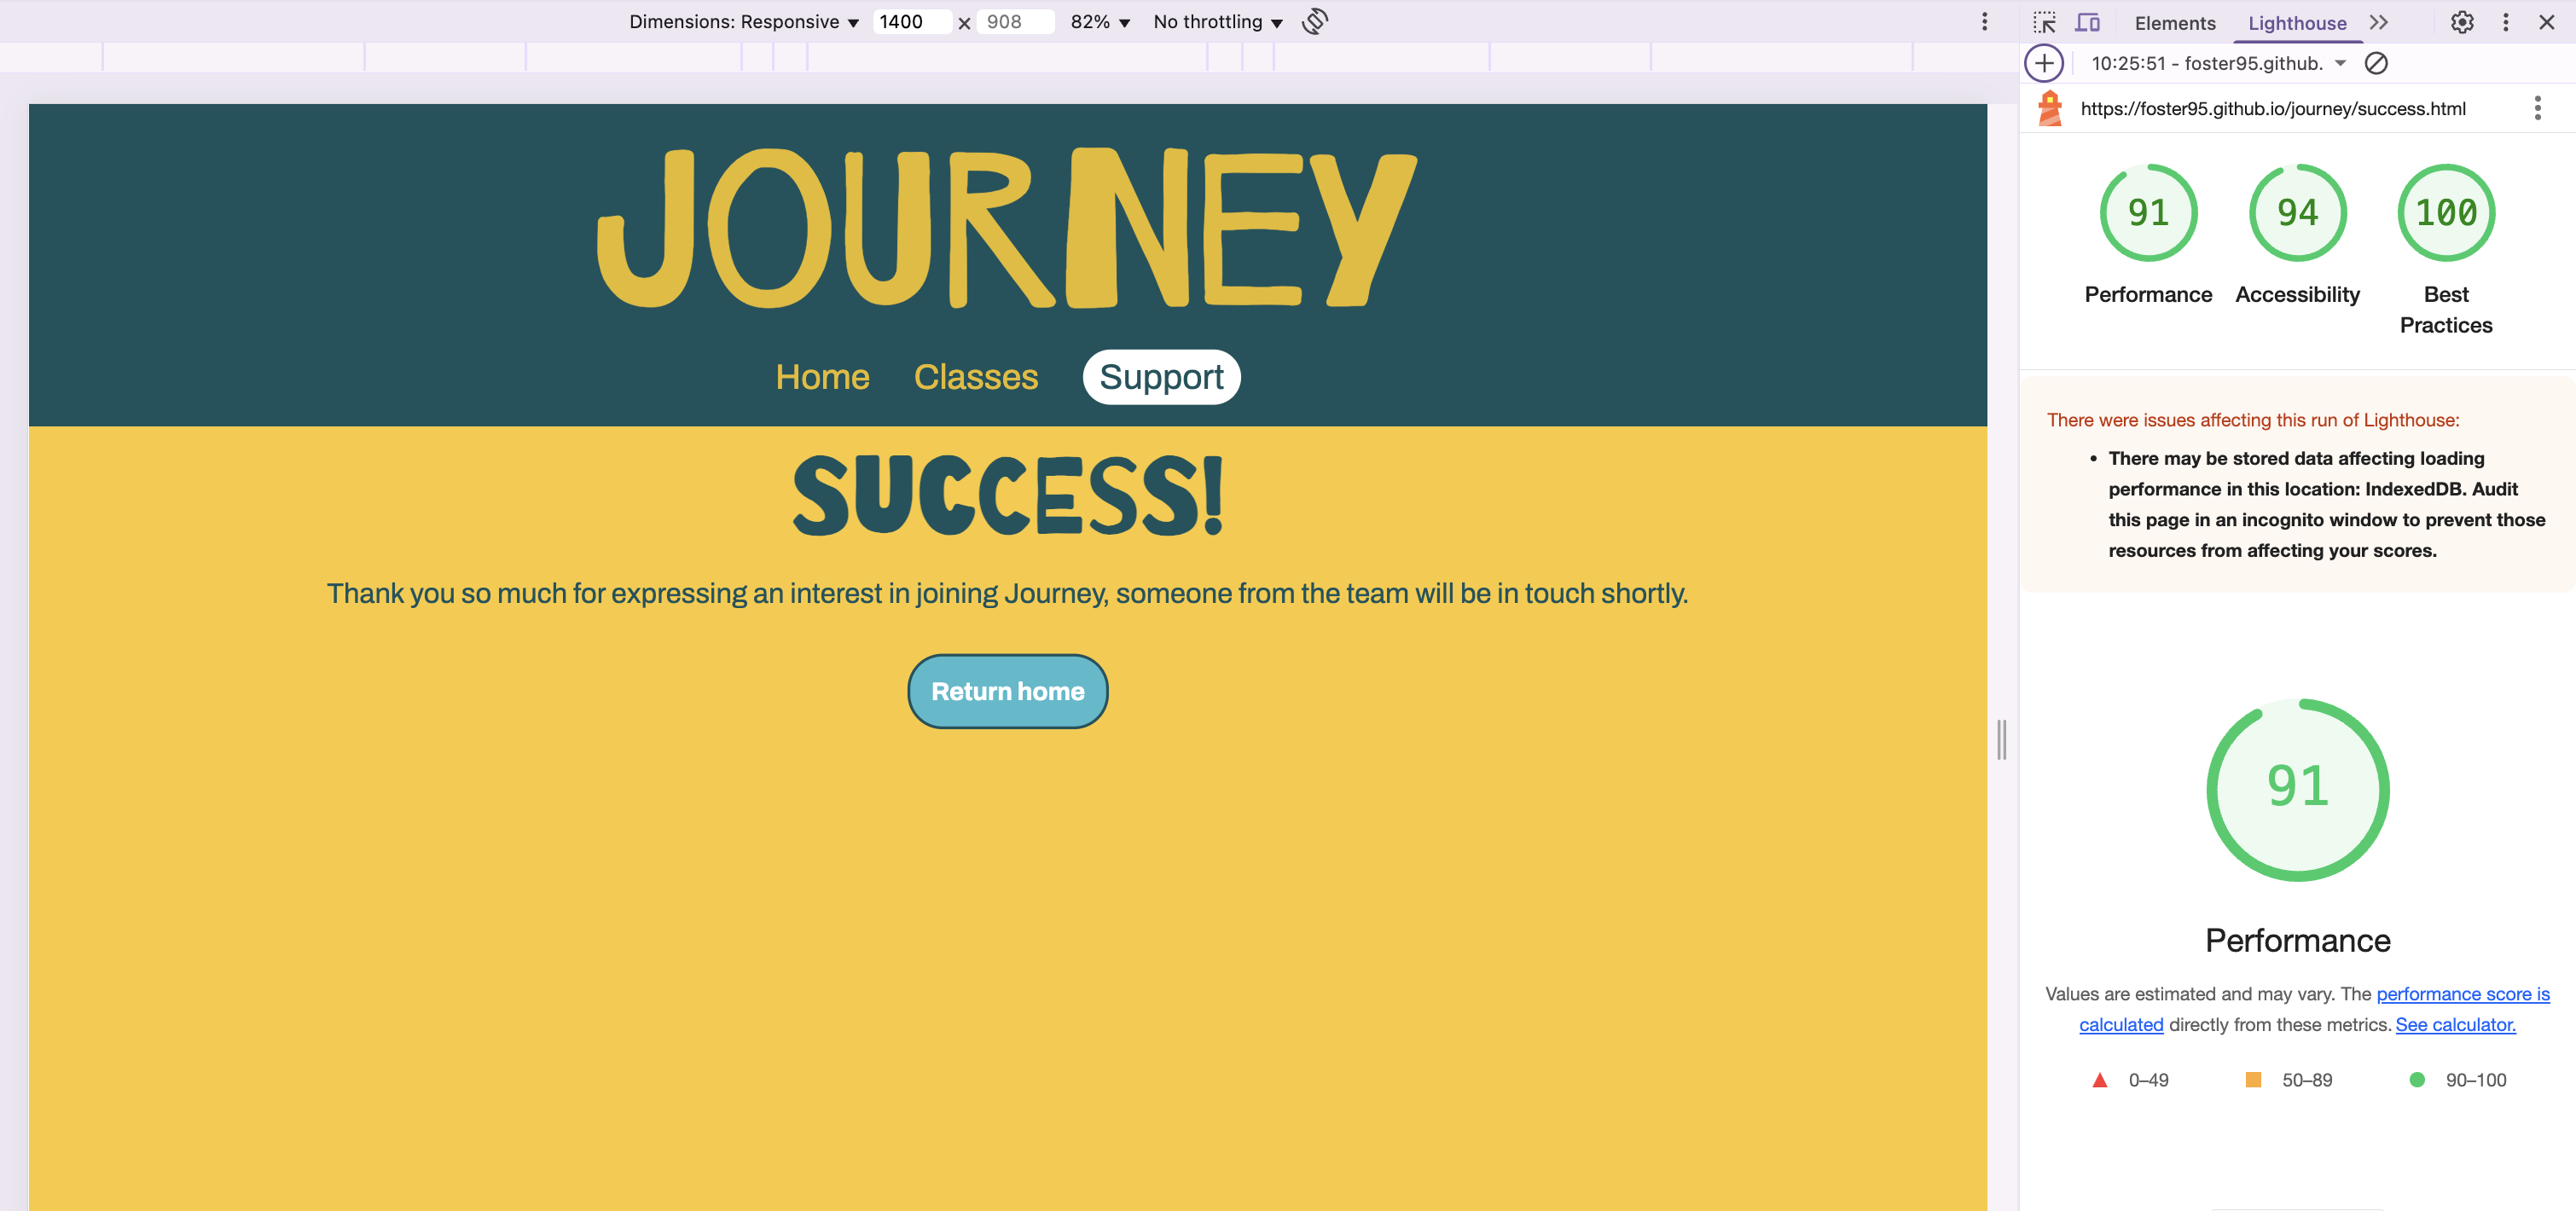 Dimensions: Responsive ▼ 1400 × 908 82% ▼ No throttling ▼
Elements Lighthouse
10:25:51 - foster95.github.
https://foster95.github.io/journey/success.html
JOURNEY
Home Classes Support
SUCCESS!
Thank you so much for expressing an interest in joining Journey, someone from the team will be in touch shortly.
Return home
91 94 100
Performance Accessibility Best
Practices
There were issues affecting this run of Lighthouse:
• There may be stored data affecting loading
performance in this location: IndexedDB. Audit
this page in an incognito window to prevent those
resources from affecting your scores.
91
Performance
Values are estimated and may vary. The performance score is
calculated directly from these metrics. See calculator.
0–49 50–89 90–100